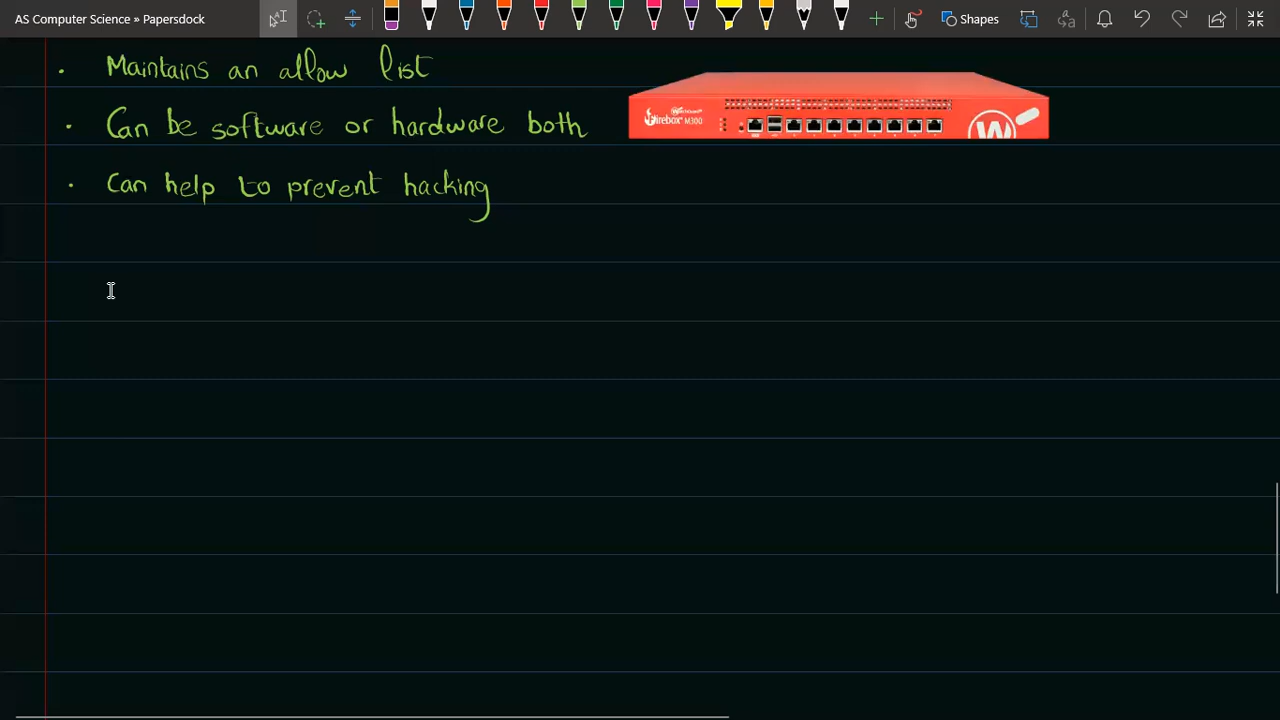 AS Computer Science » Papersdock
Shapes
• Maintains an allow list
• Can be software or hardware both
WatchGuard
Firebox M300
W
• Can help to prevent hacking